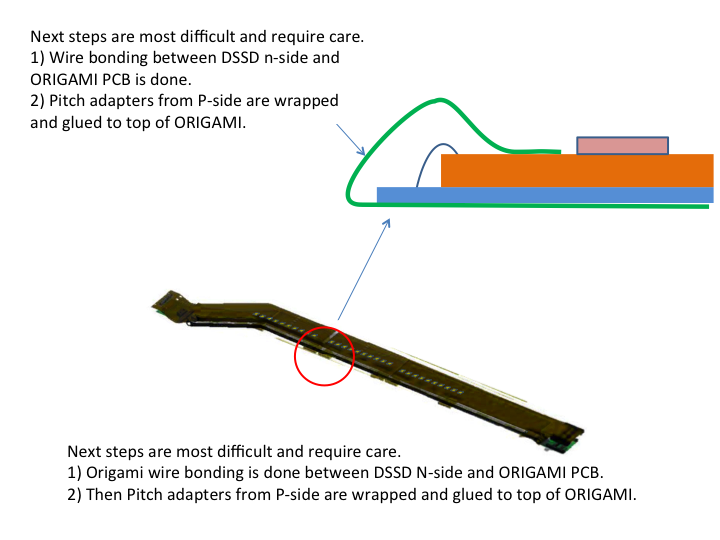 Next steps are most difficult and require care.
1) Wire bonding between DSSD n-side and
ORIGAMI PCB is done.
2) Pitch adapters from P-side are wrapped
and glued to top of ORIGAMI.
Next steps are most difficult and require care.
1) Origami wire bonding is done between DSSD N-side and ORIGAMI PCB.
2) Then Pitch adapters from P-side are wrapped and glued to top of ORIGAMI.